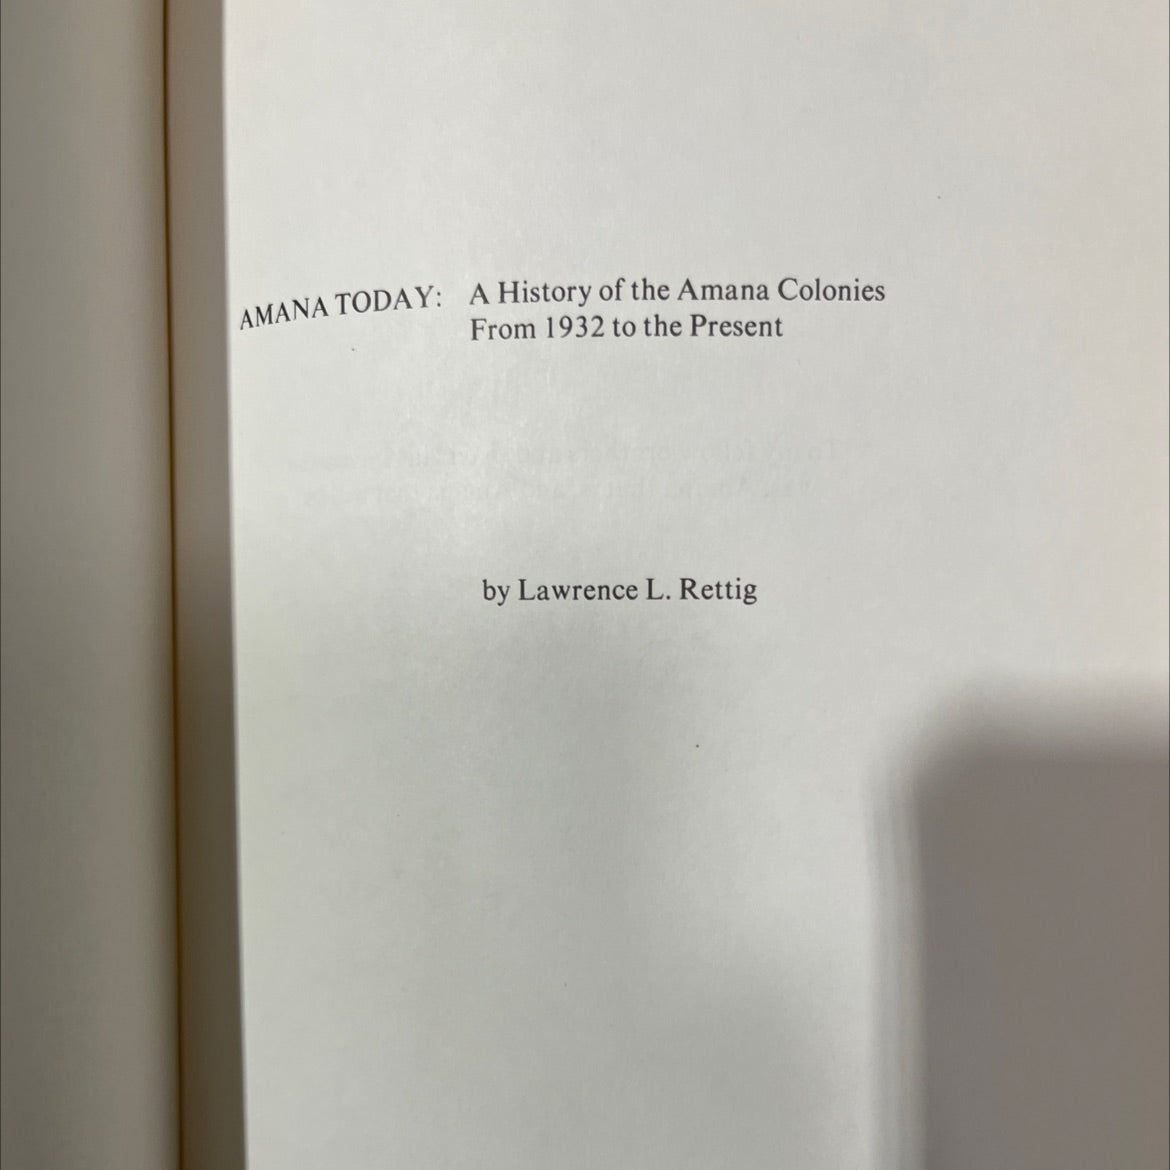 AMANA TODAY: A History of the Amana Colonies
From 1932 to the Present
by Lawrence L. Rettig